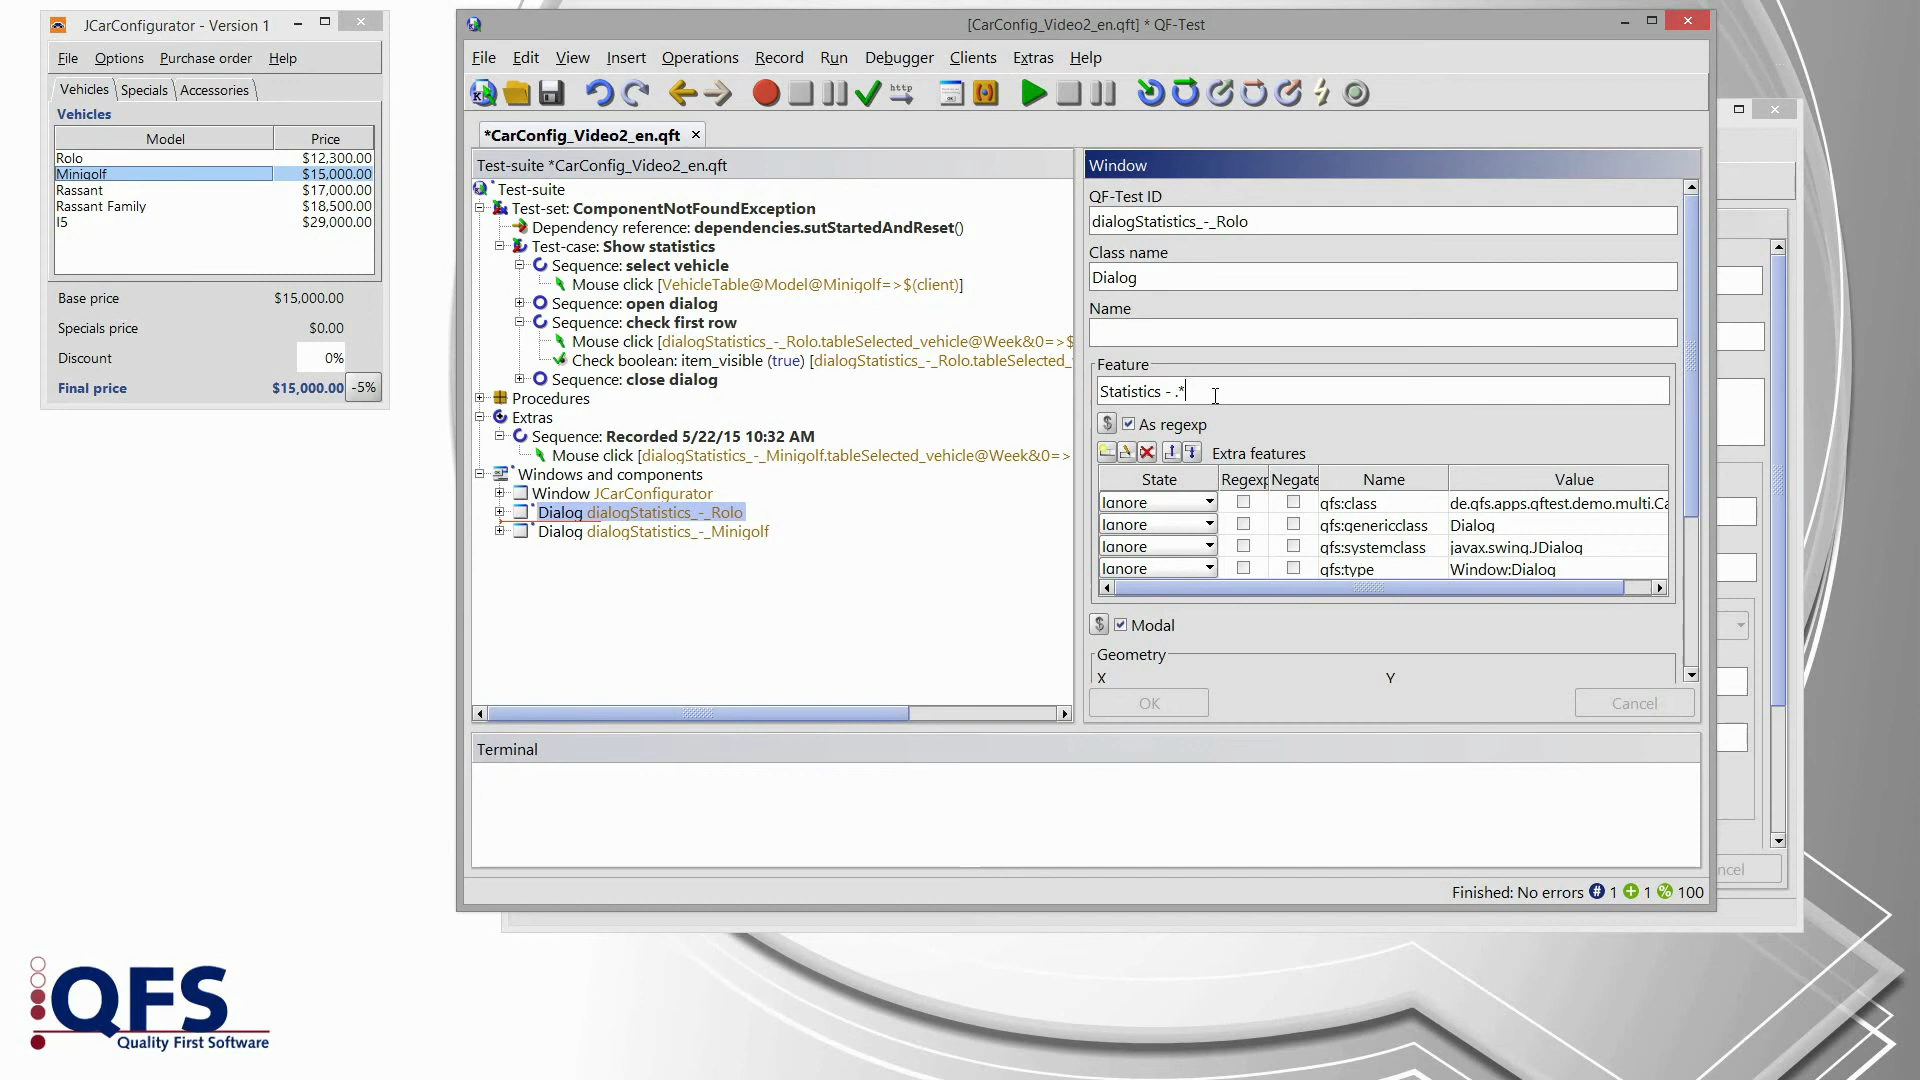 JCarConfigurator - Version 1
File Options Purchase order Help
Vehicles Specials Accessories
Vehicles
Model Price
Rolo $12,300.00
Minigolf $15,000.00
Rassant $17,000.00
Rassant Family $18,500.00
I5 $29,000.00
Base price $15,000.00
Specials price $0.00
Discount 0%
Final price $15,000.00 -5%
[CarConfig_Video2_en.qft] * QF-Test
File Edit View Insert Operations Record Run Debugger Clients Extras Help
http
*CarConfig_Video2_en.qft
Test-suite *CarConfig_Video2_en.qft
Test-suite
Test-set: ComponentNotFoundException
Dependency reference: dependencies.sutStartedAndReset()
Test-case: Show statistics
Sequence: select vehicle
Mouse click [VehicleTable@Model@Minigolf=>$(client)]
Sequence: open dialog
Sequence: check first row
Mouse click [dialogStatistics_-_Rolo.tableSelected_vehicle@Week&0=>$
Check boolean: item_visible (true) [dialogStatistics_-_Rolo.tableSelected_
Sequence: close dialog
Procedures
Extras
Sequence: Recorded 5/22/15 10:32 AM
Mouse click [dialogStatistics_-_Minigolf.tableSelected_vehicle@Week&0=>
Windows and components
Window JCarConfigurator
Dialog dialogStatistics_-_Rolo
Dialog dialogStatistics_-_Minigolf
Window
QF-Test ID
dialogStatistics_-_Rolo
Class name
Dialog
Name
Feature
Statistics - .*
$ As regexp
Extra features
State Regexp Negate Name Value
Ignore qfs:class de.qfs.apps.qftest.demo.multi.Ca
Ignore qfs:genericclass Dialog
Ignore qfs:systemclass javax.swing.JDialog
Ignore qfs:type Window:Dialog
$ Modal
Geometry
X Y
OK Cancel
Terminal
Finished: No errors # 1 + 1 % 100
ncel
QFS
Quality First Software